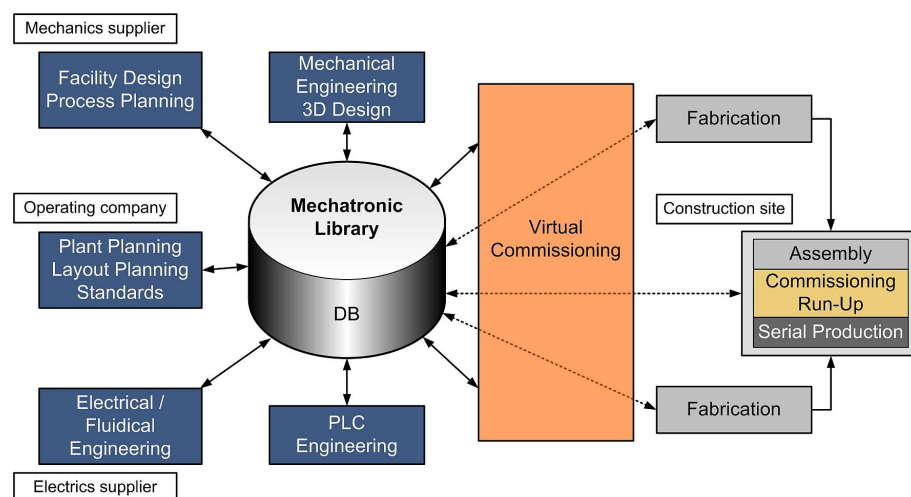 Mechanics supplier
Facility Design
Process Planning
Mechanical
Engineering
3D Design
Fabrication
Operating company
Mechatronic
Library
Virtual
Commissioning
Construction site
Plant Planning
Layout Planning
Standards
DB
Assembly
Commissioning
Run-Up
Serial Production
Electrical /
Fluidical
Engineering
PLC
Engineering
Fabrication
Electrics supplier